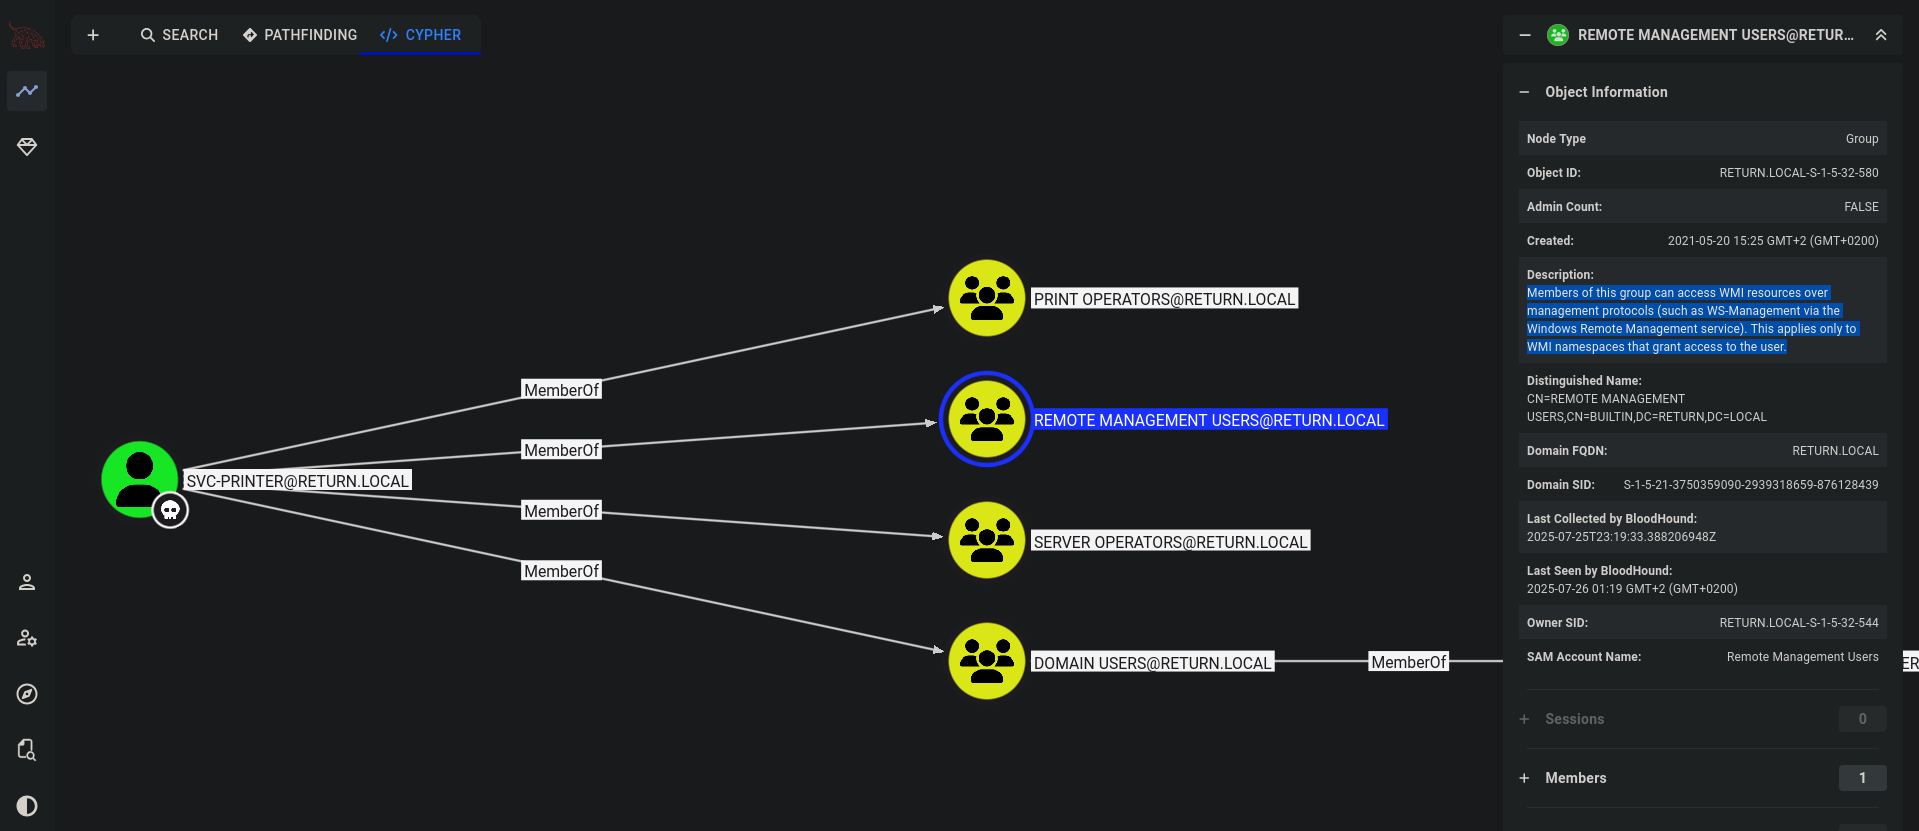 SEARCH
PATHFINDING
CYPHER
PRINT OPERATORS@RETURN.LOCAL
MemberOf
REMOTE MANAGEMENT USERS@RETURN.LOCAL
MemberOf
SVC-PRINTER@RETURN.LOCAL
MemberOf
SERVER OPERATORS@RETURN.LOCAL
MemberOf
DOMAIN USERS@RETURN.LOCAL
MemberOf
ER
REMOTE MANAGEMENT USERS@RETUR...
Object Information
Node Type Group
Object ID: RETURN.LOCAL-S-1-5-32-580
Admin Count: FALSE
Created: 2021-05-20 15:25 GMT+2 (GMT+0200)
Description:
Members of this group can access WMI resources over
management protocols (such as WS-Management via the
Windows Remote Management service). This applies only to
WMI namespaces that grant access to the user.
Distinguished Name:
CN=REMOTE MANAGEMENT
USERS,CN=BUILTIN,DC=RETURN,DC=LOCAL
Domain FQDN: RETURN.LOCAL
Domain SID: S-1-5-21-3750359090-2939318659-876128439
Last Collected by BloodHound:
2025-07-25T23:19:33.388206948Z
Last Seen by BloodHound:
2025-07-26 01:19 GMT+2 (GMT+0200)
Owner SID: RETURN.LOCAL-S-1-5-32-544
SAM Account Name: Remote Management Users
Sessions 0
Members 1